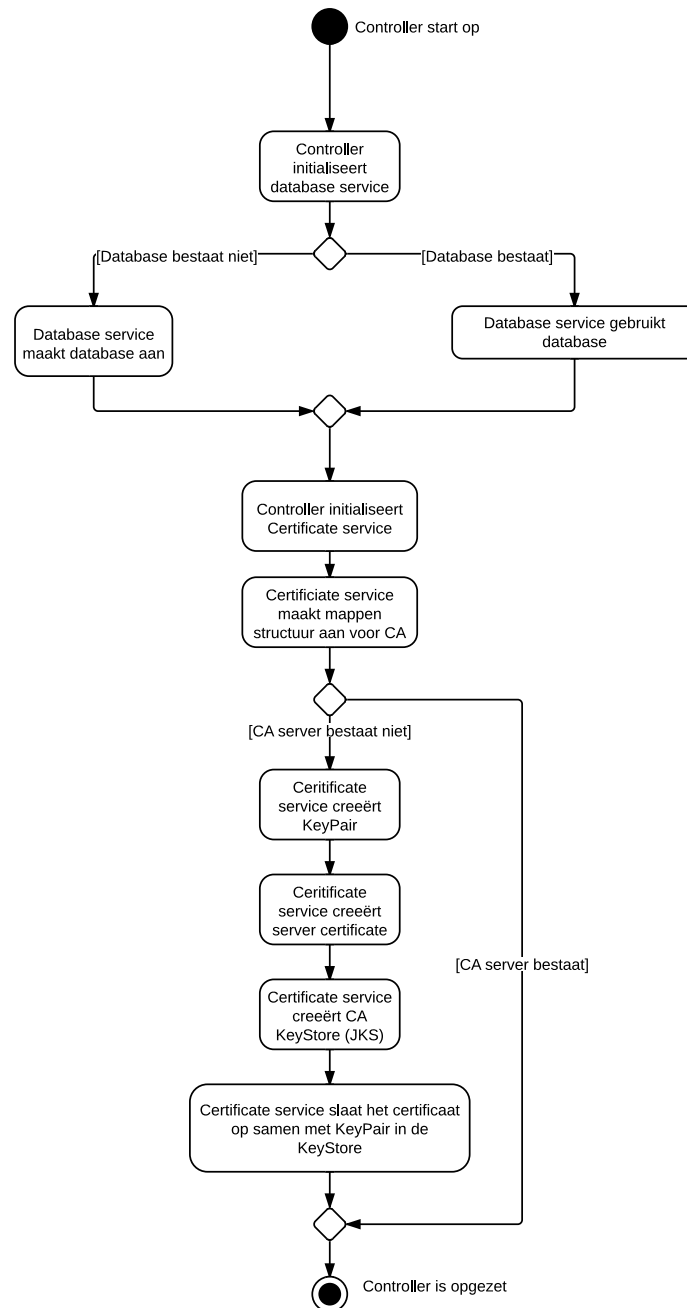 Controller start op
Controller
initialiseert
database service
[Database bestaat niet]
[Database bestaat]
Database service
maakt database aan
Database service gebruikt
database
Controller initialiseert
Certificate service
Certificiate service
maakt mappen
structuur aan voor CA
[CA server bestaat niet]
Ceritificate
service creeërt
KeyPair
Ceritificate
service creeërt
server certificate
[CA server bestaat]
Certificate service
creeërt CA
KeyStore (JKS)
Certificate service slaat het certificaat
op samen met KeyPair in de
KeyStore
Controller is opgezet